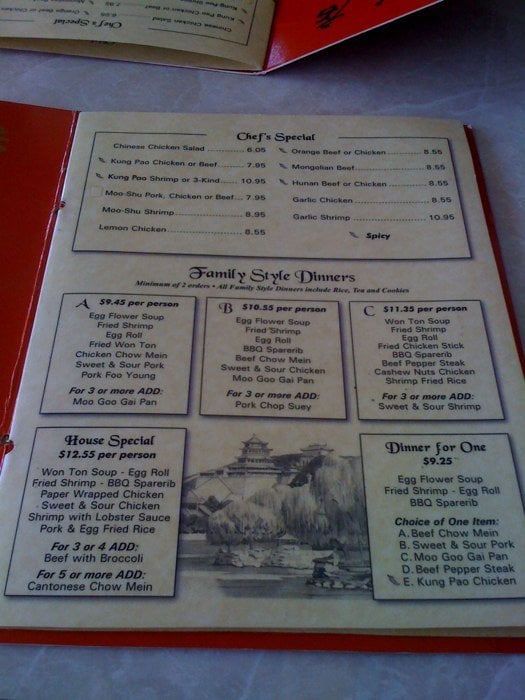 Chef's Special
Chinese Chicken Salad
Kung Pao Chicken or Beef
Chef's Special
Chinese Chicken Salad ............ 6.05
Kung Pao Chicken or Beef ....... 7.95
Kung Pao Shrimp or 3-Kind ..... 10.95
Moo-Shu Pork, Chicken or Beef ... 7.95
Moo-Shu Shrimp ............ 8.95
Lemon Chicken ............ 8.55
Orange Beef or Chicken ............ 8.55
Mongolian Beef ............ 8.55
Hunan Beef or Chicken ............ 8.55
Garlic Chicken ............ 8.55
Garlic Shrimp ............ 10.95
Spicy
Family Style Dinners
Minimum of 2 orders • All Family Style Dinners include Rice, Tea and Cookies
A $9.45 per person
Egg Flower Soup
Fried Shrimp
Egg Roll
Fried Won Ton
Chicken Chow Mein
Sweet & Sour Pork
Pork Foo Young
For 3 or more ADD:
Moo Goo Gai Pan
B $10.55 per person
Egg Flower Soup
Fried Shrimp
Egg Roll
BBQ Sparerib
Beef Chow Mein
Sweet & Sour Chicken
Moo Goo Gai Pan
For 3 or more ADD:
Pork Chop Suey
C $11.35 per person
Won Ton Soup
Fried Shrimp
Egg Roll
Fried Chicken Stick
BBQ Sparerib
Beef Pepper Steak
Cashew Nuts Chicken
Shrimp Fried Rice
For 3 or more ADD:
Sweet & Sour Shrimp
House Special
$12.55 per person
Won Ton Soup - Egg Roll
Fried Shrimp - BBQ Sparerib
Paper Wrapped Chicken
Sweet & Sour Chicken
Shrimp with Lobster Sauce
Pork & Egg Fried Rice
For 3 or 4 ADD:
Beef with Broccoli
For 5 or more ADD:
Cantonese Chow Mein
Dinner for One
$9.25
Egg Flower Soup
Fried Shrimp - Egg Roll
BBQ Sparerib
Choice of One Item:
A. Beef Chow Mein
B. Sweet & Sour Pork
C. Moo Goo Gai Pan
D. Beef Pepper Steak
E. Kung Pao Chicken